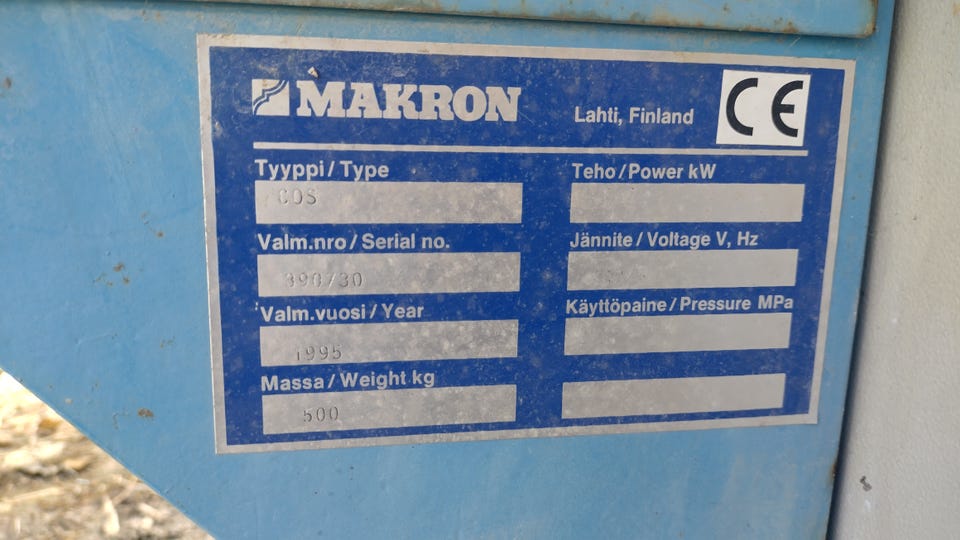 MAKRON
Lahti, Finland
CE
Tyyppi / Type
COS
Valm.nro / Serial no.
390730
Valm.vuosi / Year
1995
Massa / Weight kg
500
Teho / Power kW
Jännite / Voltage V, Hz
Käyttöpaine / Pressure MPa